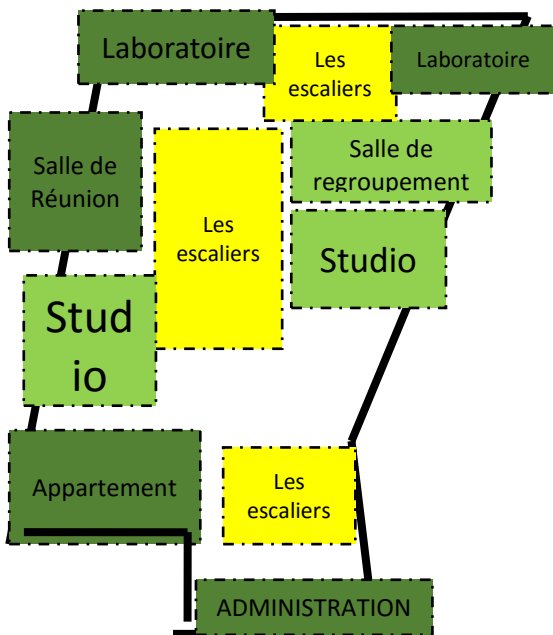 Laboratoire
Les
escaliers
Laboratoire
Salle de
Réunion
Les
escaliers
Salle de
regroupement
Studio
Stud
io
Appartement
Les
escaliers
ADMINISTRATION